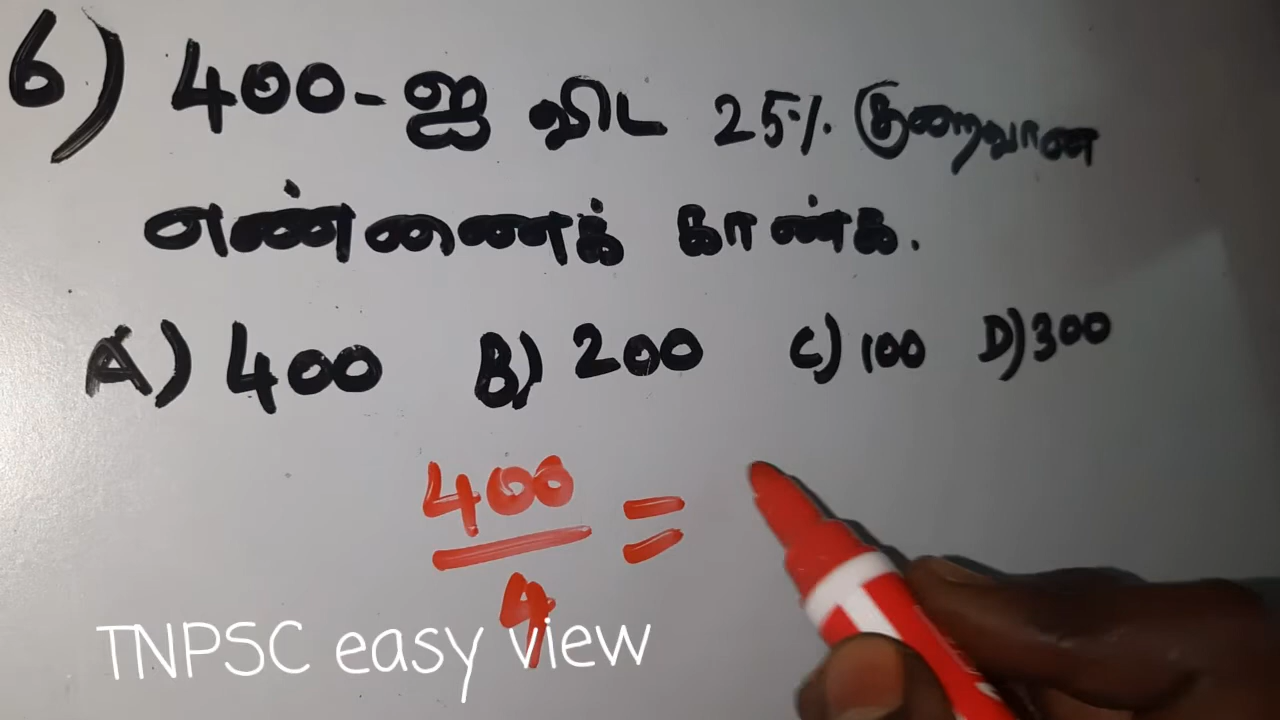 6) 400-ஐ விட 25% குறைவான
எண்ணைக் காண்க.
A) 400 B) 200 C) 100 D) 300
400
=
4
TNPSC easy view